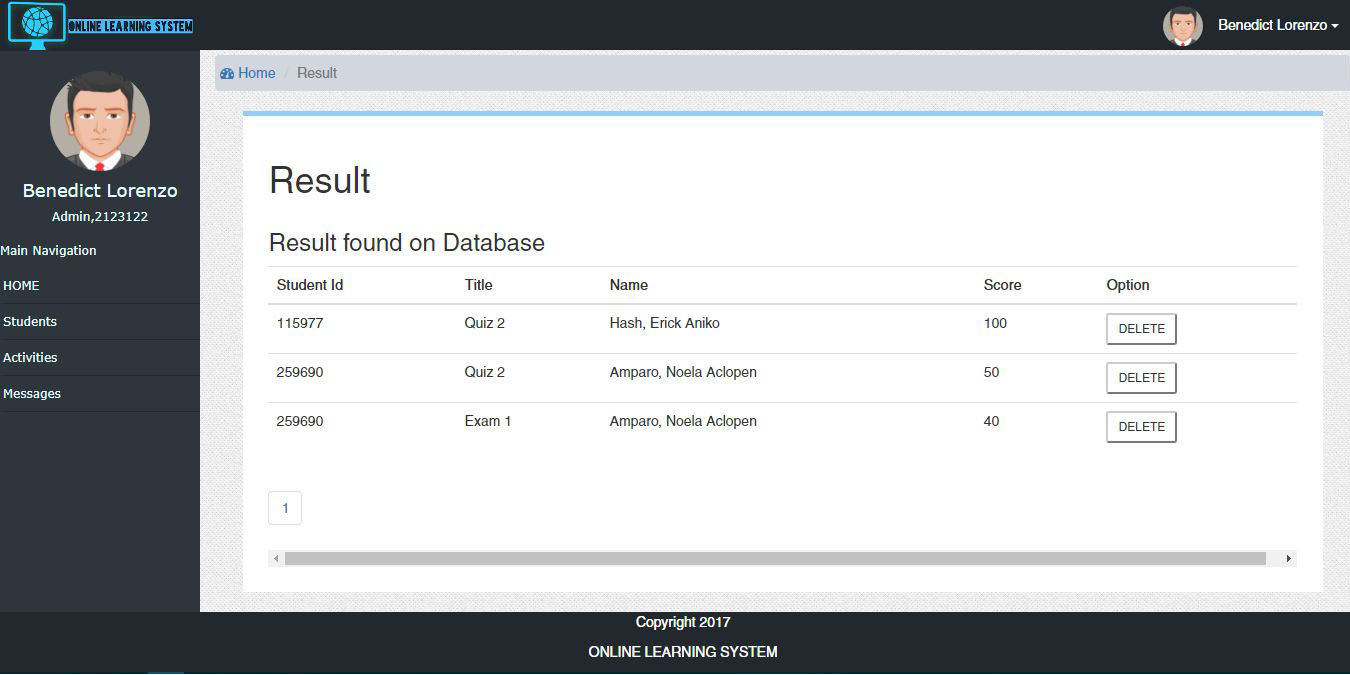 ONLINE LEARNING SYSTEM
Benedict Lorenzo
Benedict Lorenzo
Admin,2123122
Main Navigation
HOME
Students
Activities
Messages
Home / Result
Result
Result found on Database
Student Id Title Name Score Option
115977 Quiz 2 Hash, Erick Aniko 100 DELETE
259690 Quiz 2 Amparo, Noela Aclopen 50 DELETE
259690 Exam 1 Amparo, Noela Aclopen 40 DELETE
1
Copyright 2017
ONLINE LEARNING SYSTEM